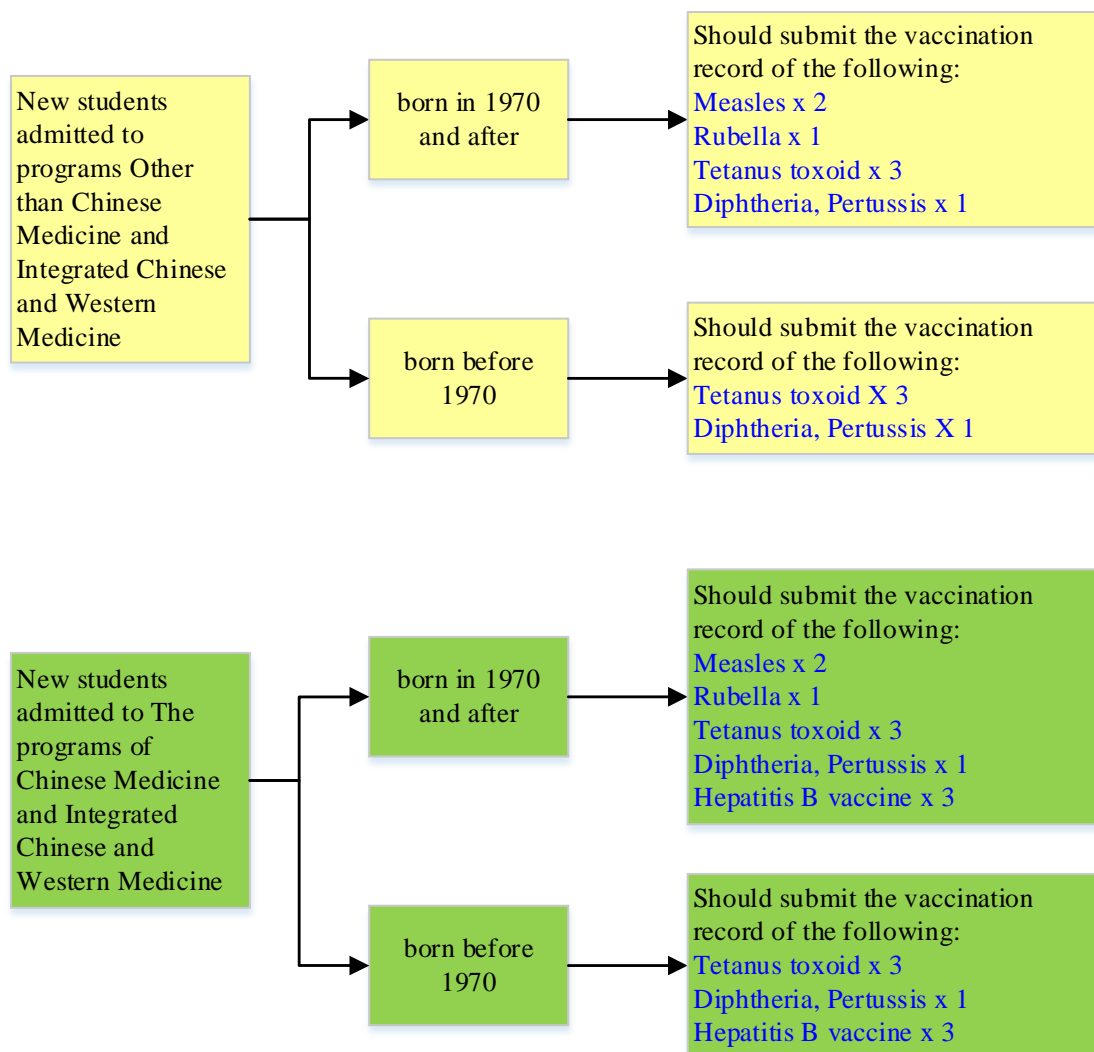 New students
admitted to
programs Other
than Chinese
Medicine and
Integrated Chinese
and Western
Medicine
born in 1970
and after
Should submit the vaccination
record of the following:
Measles x 2
Rubella x 1
Tetanus toxoid x 3
Diphtheria, Pertussis x 1
born before
1970
Should submit the vaccination
record of the following:
Tetanus toxoid X 3
Diphtheria, Pertussis X 1
New students
admitted to The
programs of
Chinese Medicine
and Integrated
Chinese and
Western Medicine
born in 1970
and after
Should submit the vaccination
record of the following:
Measles x 2
Rubella x 1
Tetanus toxoid x 3
Diphtheria, Pertussis x 1
Hepatitis B vaccine x 3
born before
1970
Should submit the vaccination
record of the following:
Tetanus toxoid x 3
Diphtheria, Pertussis x 1
Hepatitis B vaccine x 3